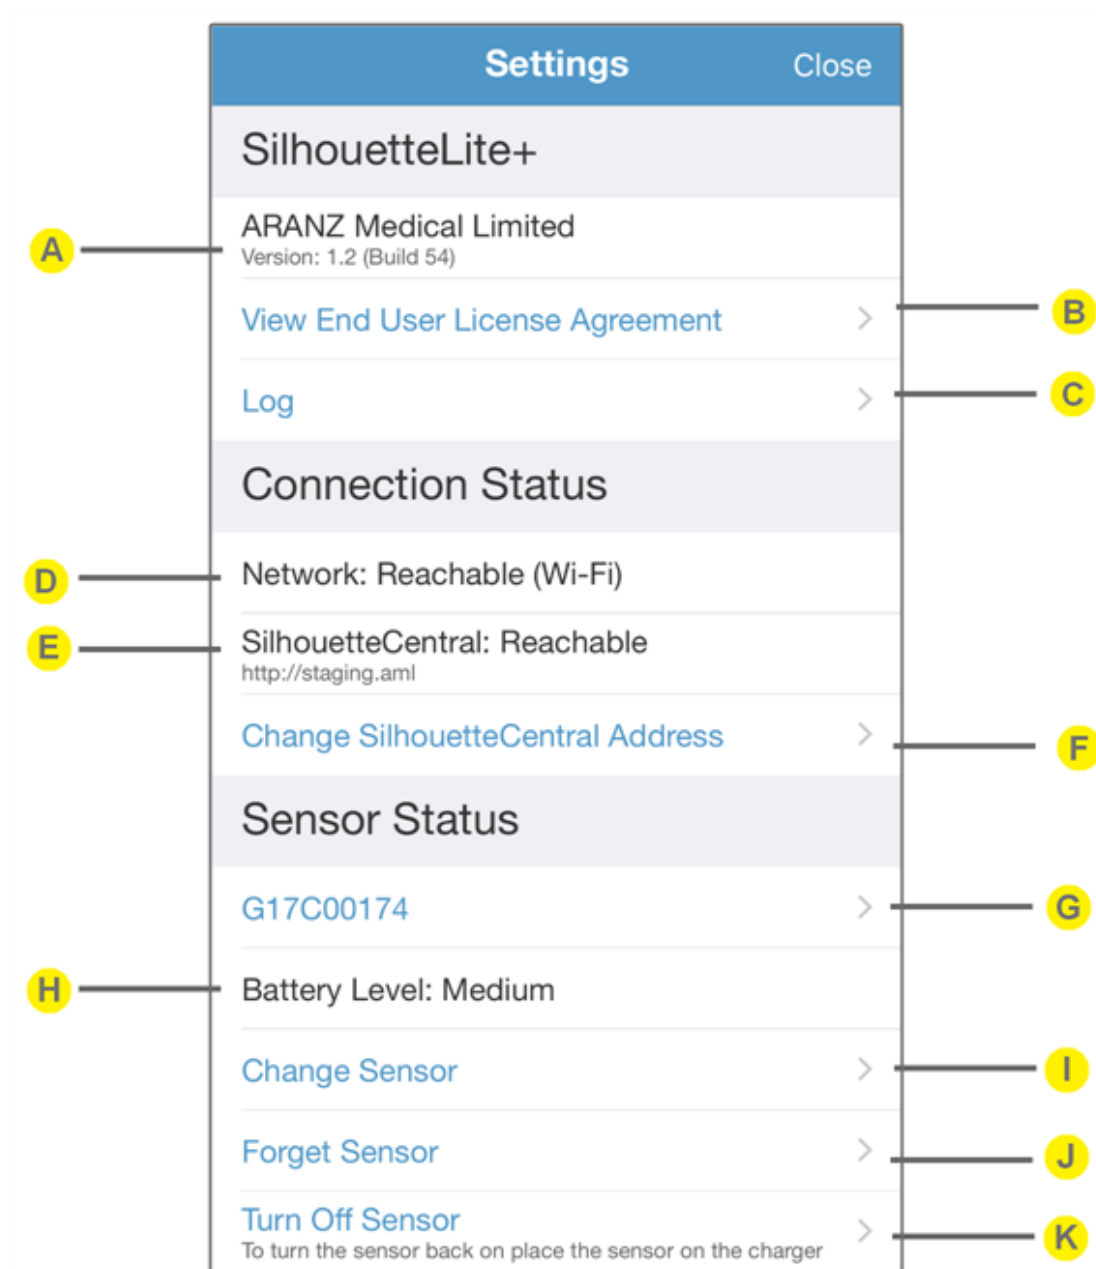 Settings Close
SilhouetteLite+
ARANZ Medical Limited
A
Version: 1.2 (Build 54)
View End User License Agreement B
Log C
Connection Status
D Network: Reachable (Wi-Fi)
E SilhouetteCentral: Reachable
http://staging.aml
Change SilhouetteCentral Address F
Sensor Status
G17C00174 G
H Battery Level: Medium
Change Sensor I
Forget Sensor J
Turn Off Sensor K
To turn the sensor back on place the sensor on the charger